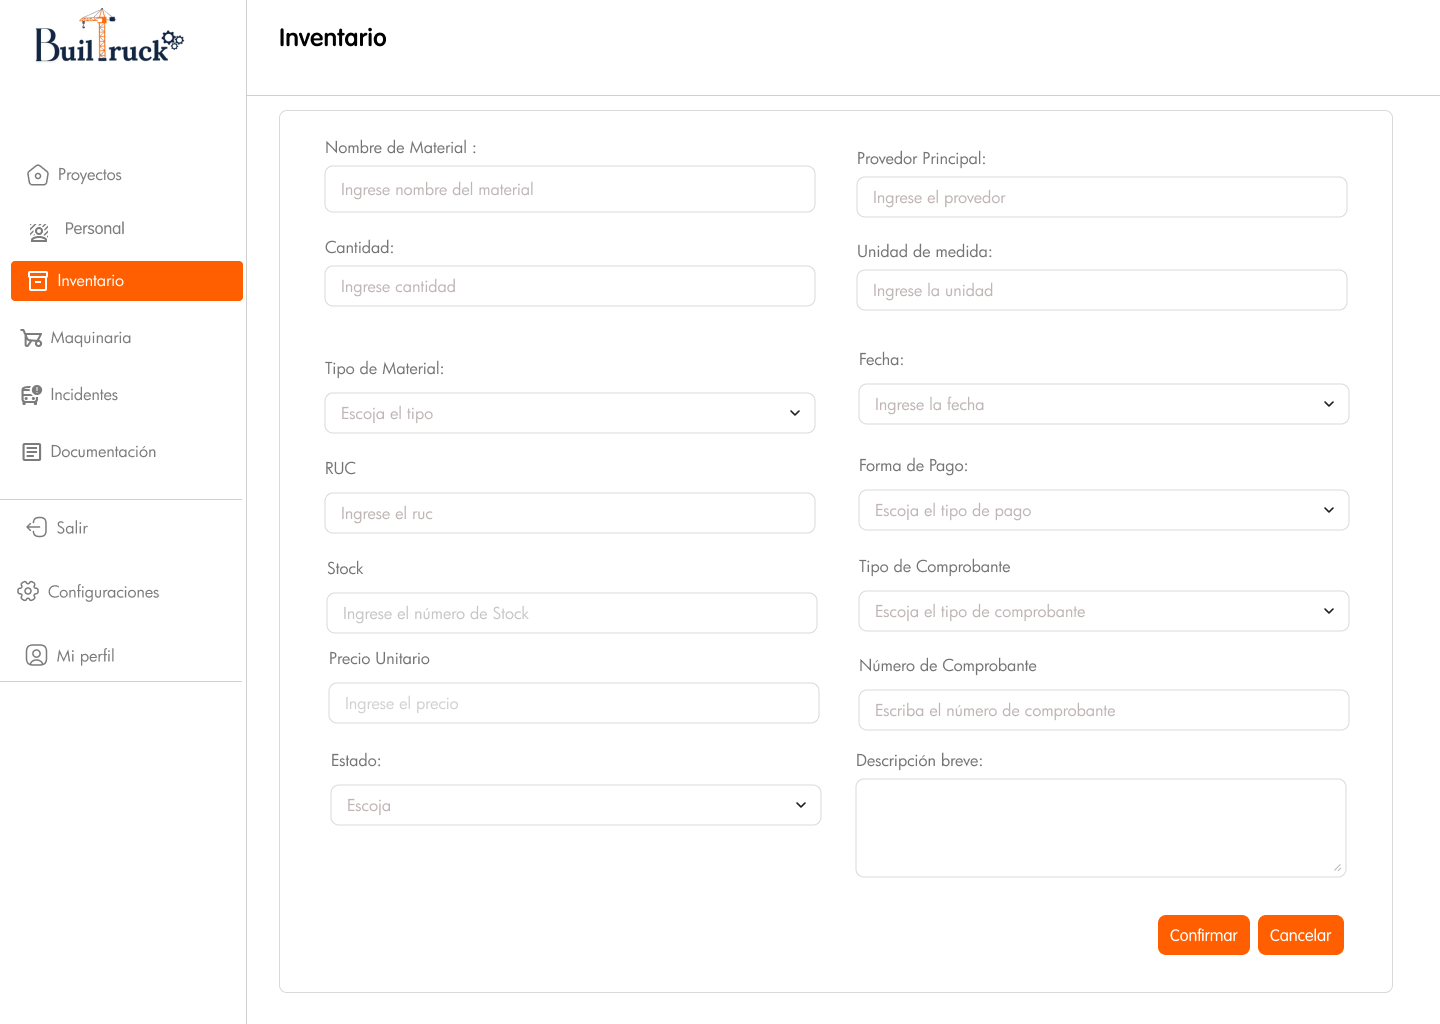 BuilTruck
Inventario
Proyectos
Personal
Inventario
Maquinaria
Incidentes
Documentación
Salir
Configuraciones
Mi perfil
Nombre de Material :
Ingrese nombre del material
Cantidad:
Ingrese cantidad
Tipo de Material:
Escoja el tipo
RUC
Ingrese el ruc
Stock
Ingrese el número de Stock
Precio Unitario
Ingrese el precio
Estado:
Escoja
Provedor Principal:
Ingrese el provedor
Unidad de medida:
Ingrese la unidad
Fecha:
Ingrese la fecha
Forma de Pago:
Escoja el tipo de pago
Tipo de Comprobante
Escoja el tipo de comprobante
Número de Comprobante
Escriba el número de comprobante
Descripción breve:
Confirmar
Cancelar